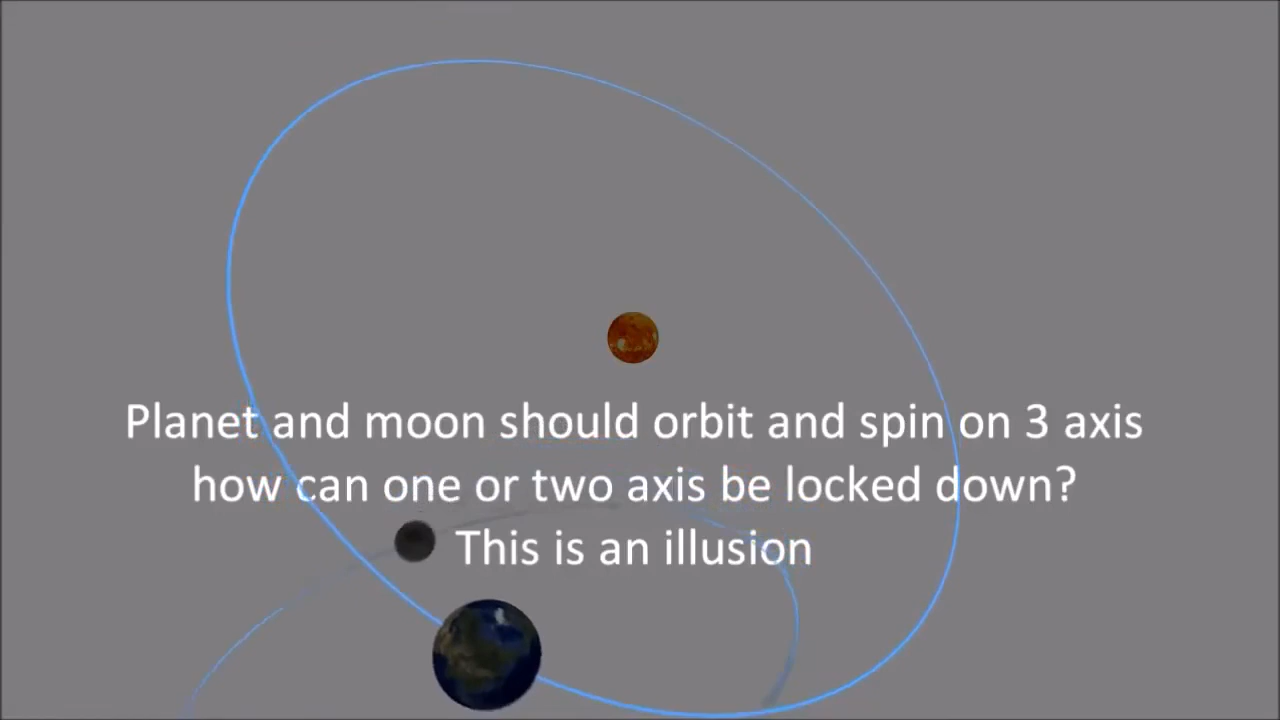 Planet and moon should orbit and spin on 3 axis
how can one or two axis be locked down?
This is an illusion